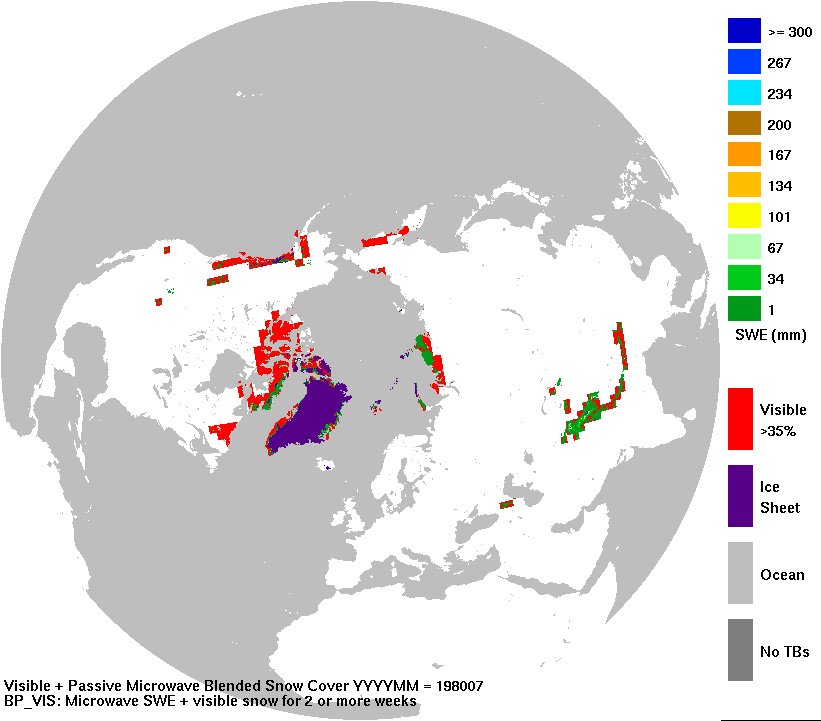 >= 300
267
234
200
167
134
101
67
34
1
SWE (mm)
Visible
>35%
Ice
Sheet
Ocean
No TBs
Visible + Passive Microwave Blended Snow Cover YYYYMM = 198007
BP_VIS: Microwave SWE + visible snow for 2 or more weeks